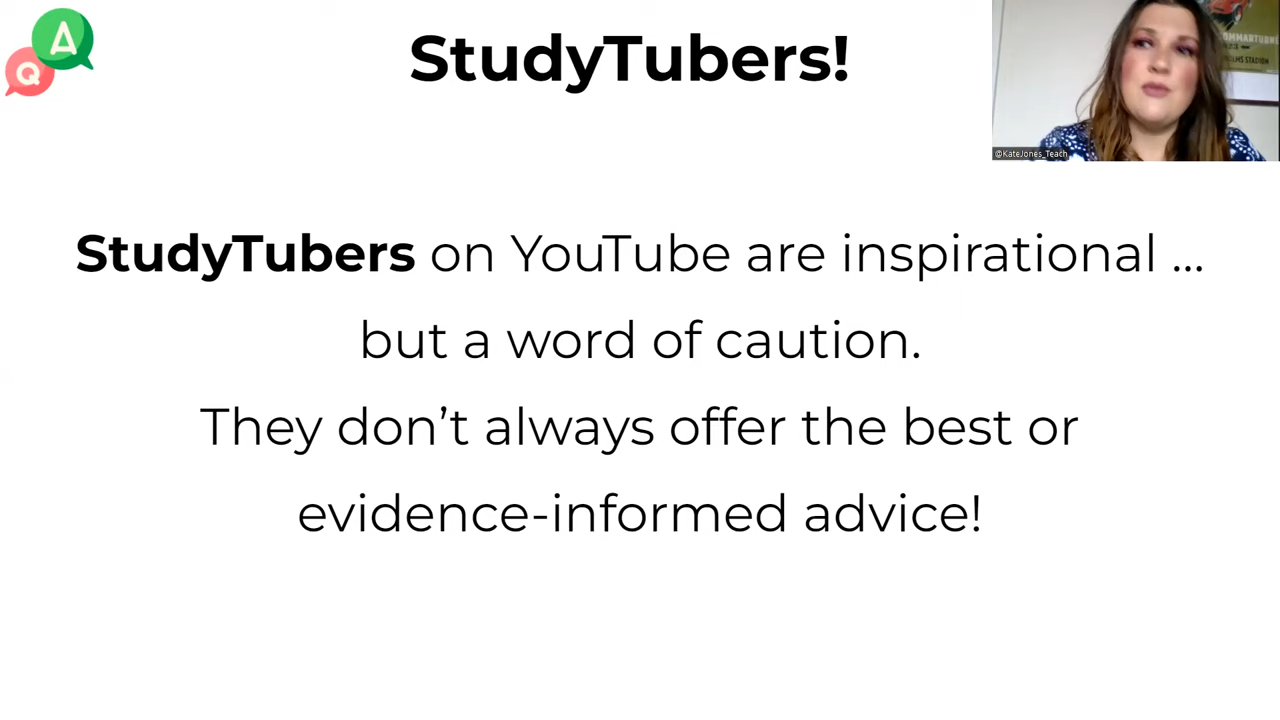 A
Q
StudyTubers!
@KateJones_Teach
StudyTubers on YouTube are inspirational ...
but a word of caution.
They don’t always offer the best or
evidence-informed advice!